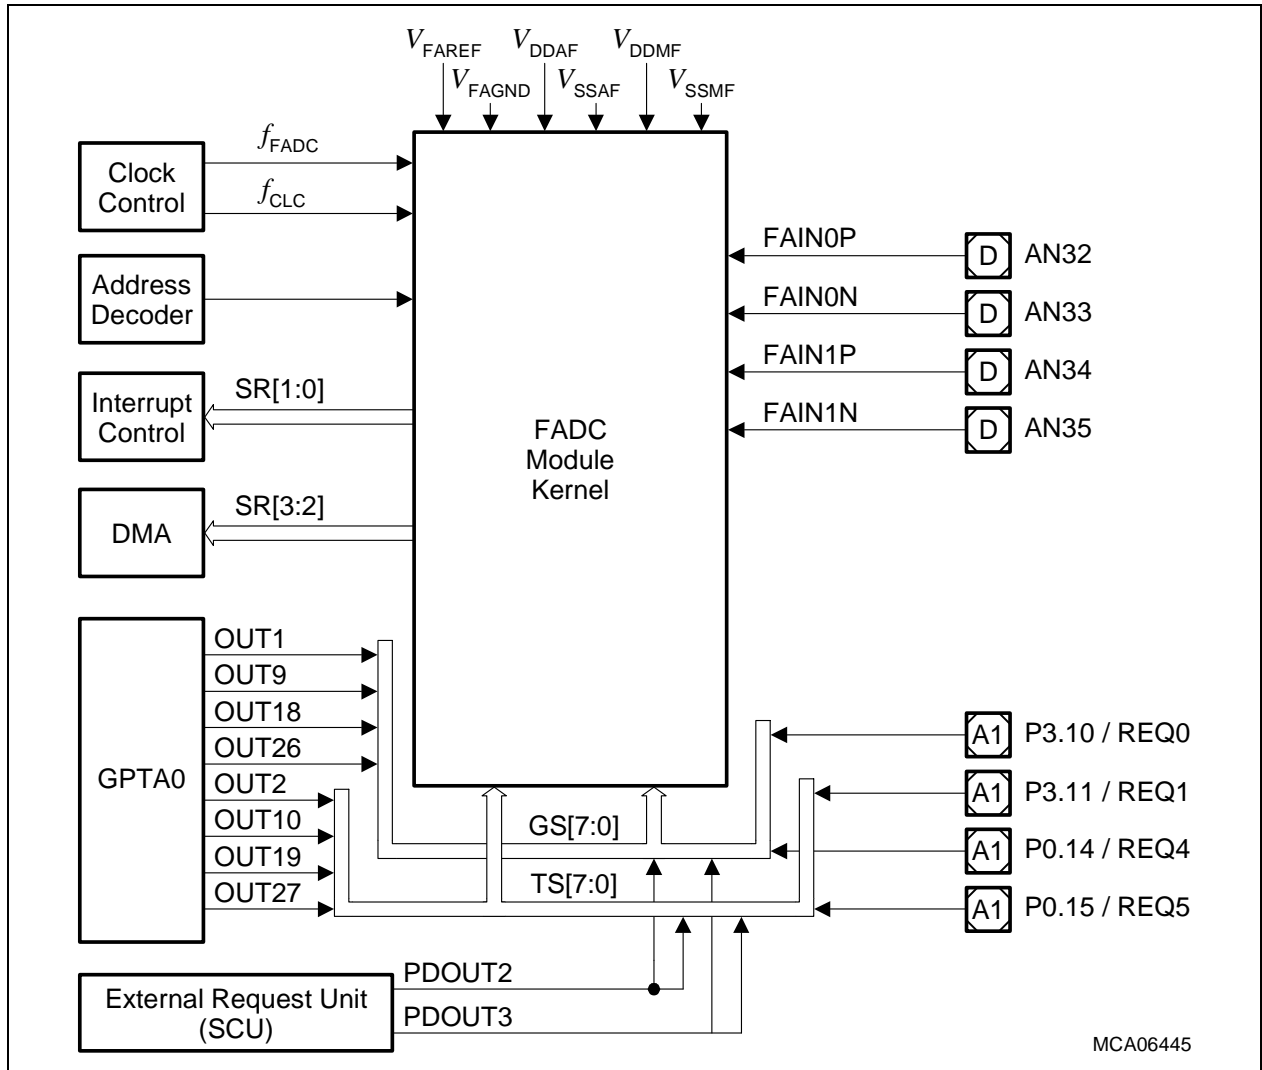 VFAREF
VDDAF
VDDMF
VFAGND
VSSAF
VSSMF
Clock
Control
fFADC
fCLC
Address
Decoder
Interrupt
Control
SR[1:0]
DMA
SR[3:2]
FADC
Module
Kernel
FAIN0P
D
AN32
FAIN0N
D
AN33
FAIN1P
D
AN34
FAIN1N
D
AN35
GPTA0
OUT1
OUT9
OUT18
OUT26
OUT2
OUT10
OUT19
OUT27
GS[7:0]
TS[7:0]
A1
P3.10 / REQ0
A1
P3.11 / REQ1
A1
P0.14 / REQ4
A1
P0.15 / REQ5
External Request Unit
(SCU)
PDOUT2
PDOUT3
MCA06445